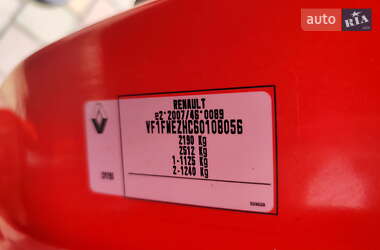 auto RIA
RENAULT
e2*2007/46*0089
VF1FWEZHC60108056
2190 Kg
2512 Kg
1-1125 Kg
2-1240 Kg